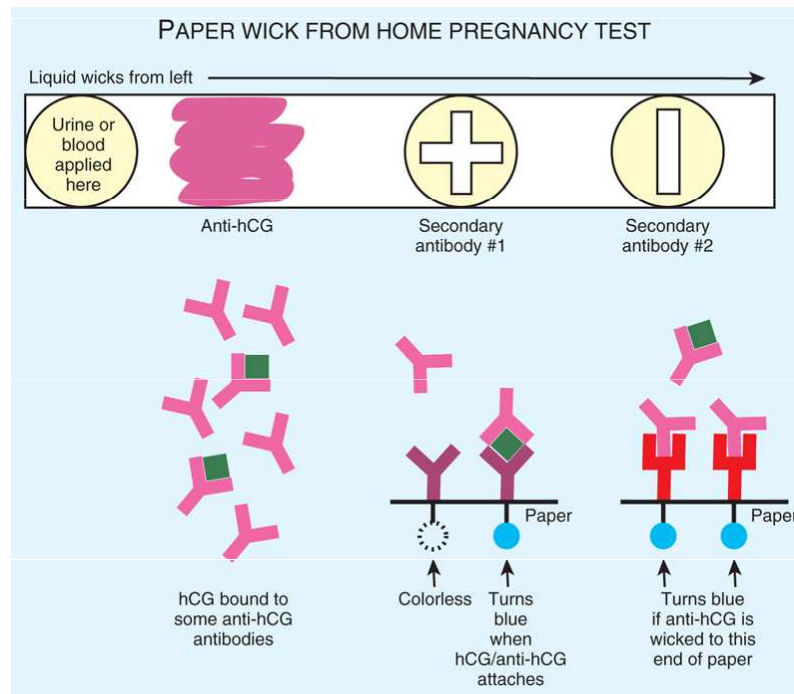 PAPER WICK FROM HOME PREGNANCY TEST
Liquid wicks from left
Urine or
blood
applied
here
Anti-hCG
Secondary
antibody #1
Secondary
antibody #2
Paper
Paper
hCG bound to
some anti-hCG
antibodies
Colorless
Turns
blue
when
hCG/anti-hCG
attaches
Turns blue
if anti-hCG is
wicked to this
end of paper